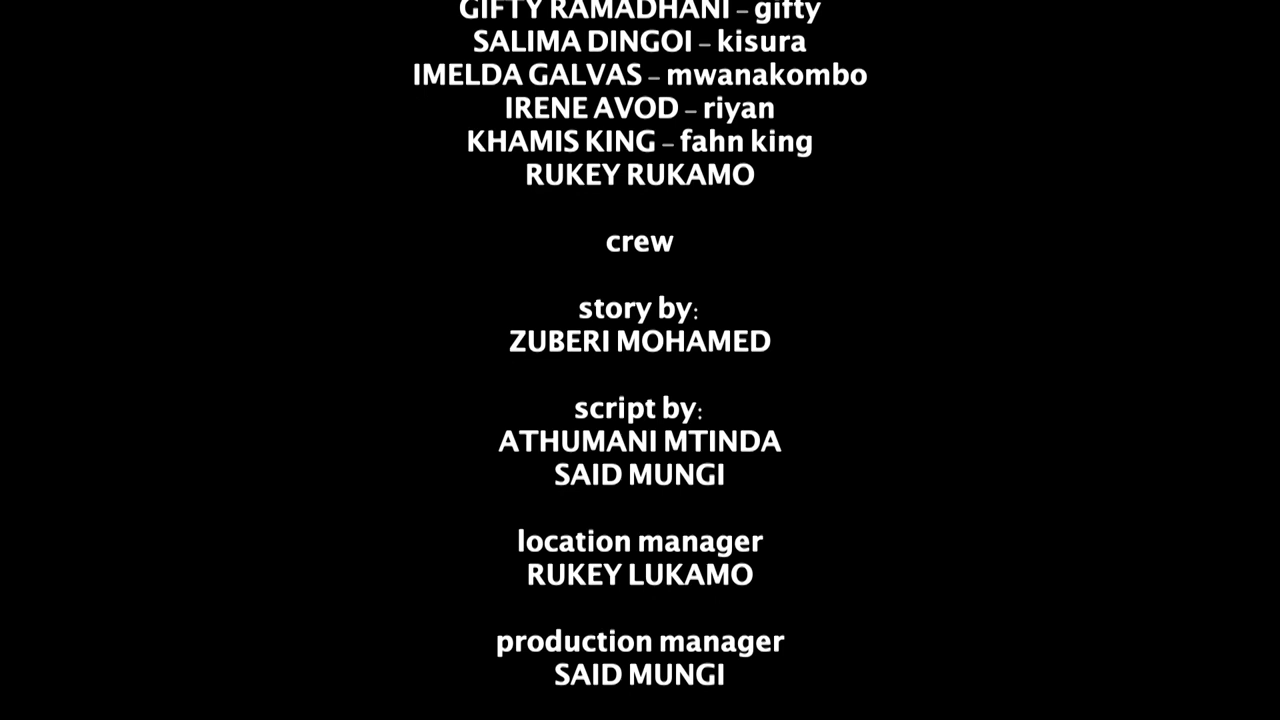 GIFTY RAMADHANI – gifty
SALIMA DINGOI – kisura
IMELDA GALVAS – mwanakombo
IRENE AVOD – riyan
KHAMIS KING – fahn king
RUKEY RUKAMO
crew
story by:
ZUBERI MOHAMED
script by:
ATHUMANI MTINDA
SAID MUNGI
location manager
RUKEY LUKAMO
production manager
SAID MUNGI